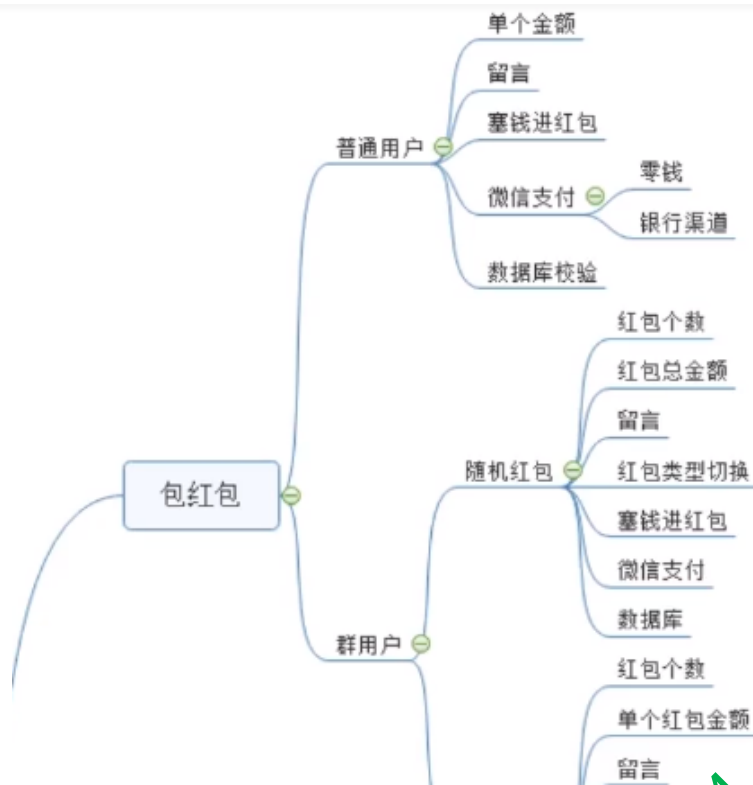 单个金额
留言
塞钱进红包
普通用户
零钱
微信支付
银行渠道
数据库校验
红包个数
红包总金额
留言
随机红包
红包类型切换
包红包
塞钱进红包
微信支付
数据库
群用户
红包个数
单个红包金额
留言